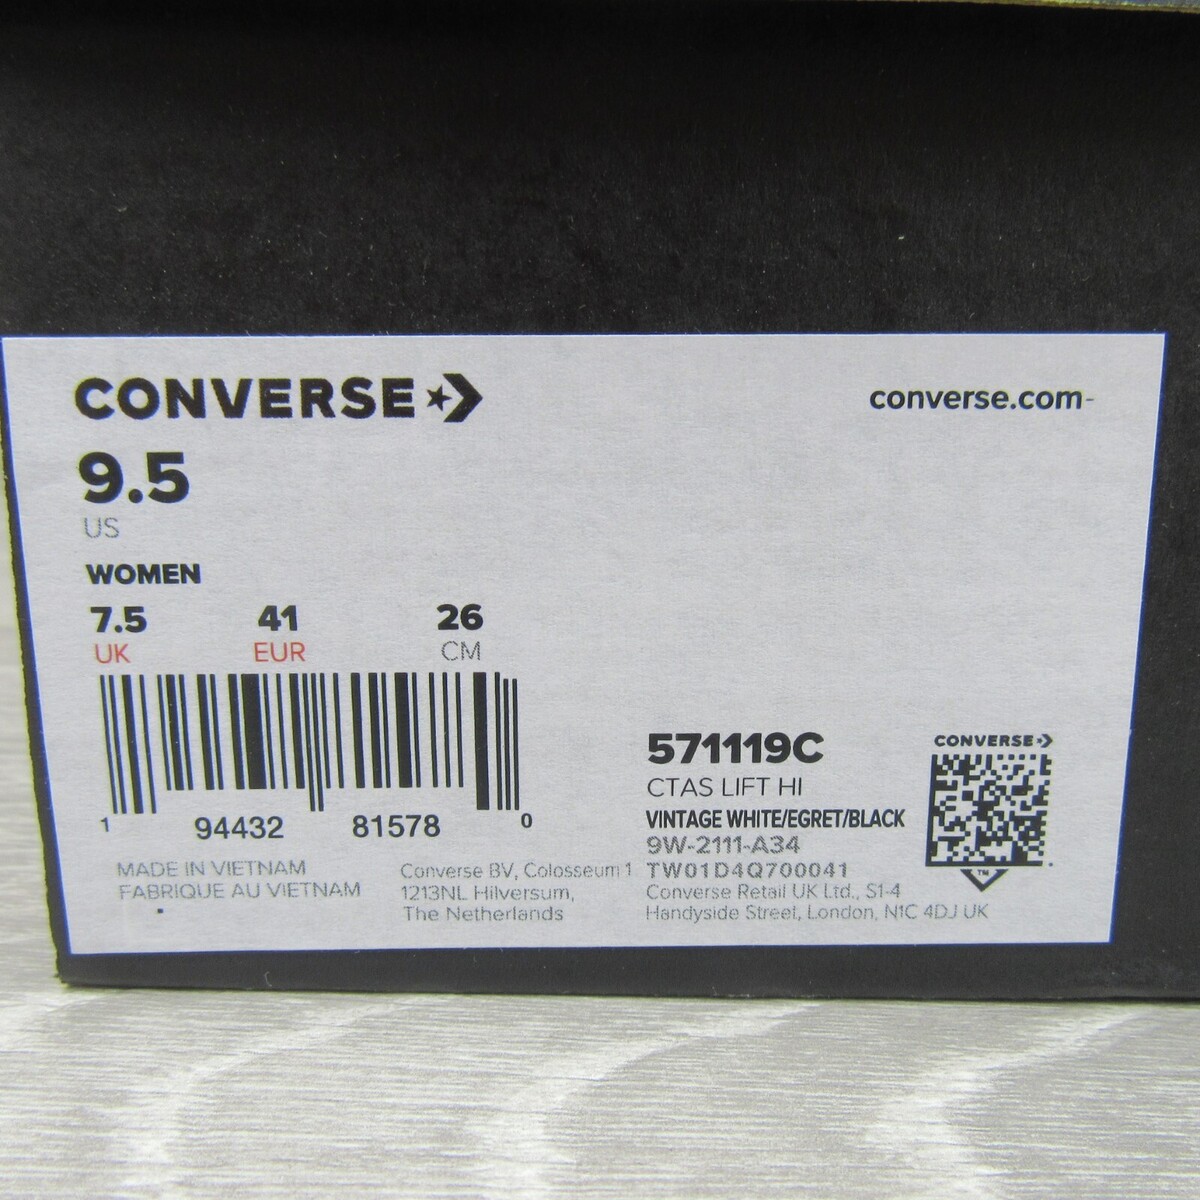 CONVERSE
converse.com
9.5
US
WOMEN
7.5 41 26
UK EUR CM
1 94432 81578 0
MADE IN VIETNAM
FABRIQUE AU VIETNAM
Converse BV, Colosseum 1
1213NL Hilversum,
The Netherlands
571119C
CTAS LIFT HI
VINTAGE WHITE/EGRET/BLACK
9W-2111-A34
TW01D4Q700041
Converse Retail UK Ltd., S1-4
Handyside Street, London, N1C 4DJ UK
CONVERSE
TM